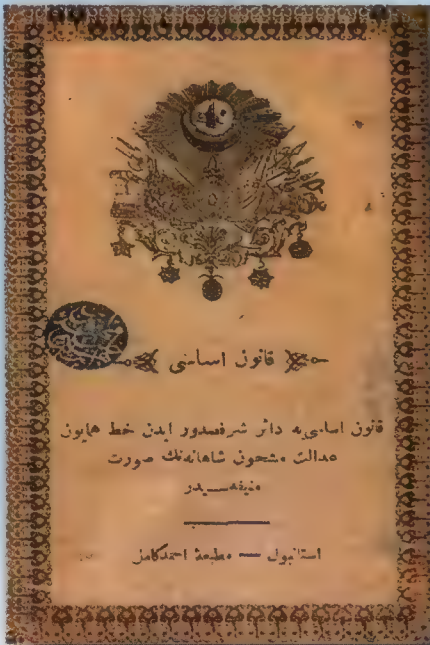 قانون اساسی
قانون اساسی‌یه دائر شرفصدور ایدن خط همایون
عدالت مشحون شاهانه‌نك صورت
منیفه‌سیدر
استانبول — مطبعهٔ احمد کامل